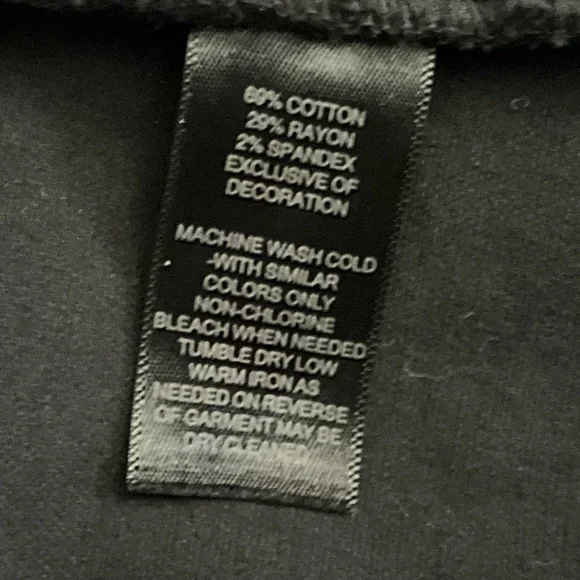 69% COTTON
29% RAYON
2% SPANDEX
EXCLUSIVE OF
DECORATION
MACHINE WASH COLD
-WITH SIMILAR
COLORS ONLY
NON-CHLORINE
BLEACH WHEN NEEDED
TUMBLE DRY LOW
WARM IRON AS
NEEDED ON REVERSE
OF GARMENT MAY BE
DRY CLEANED